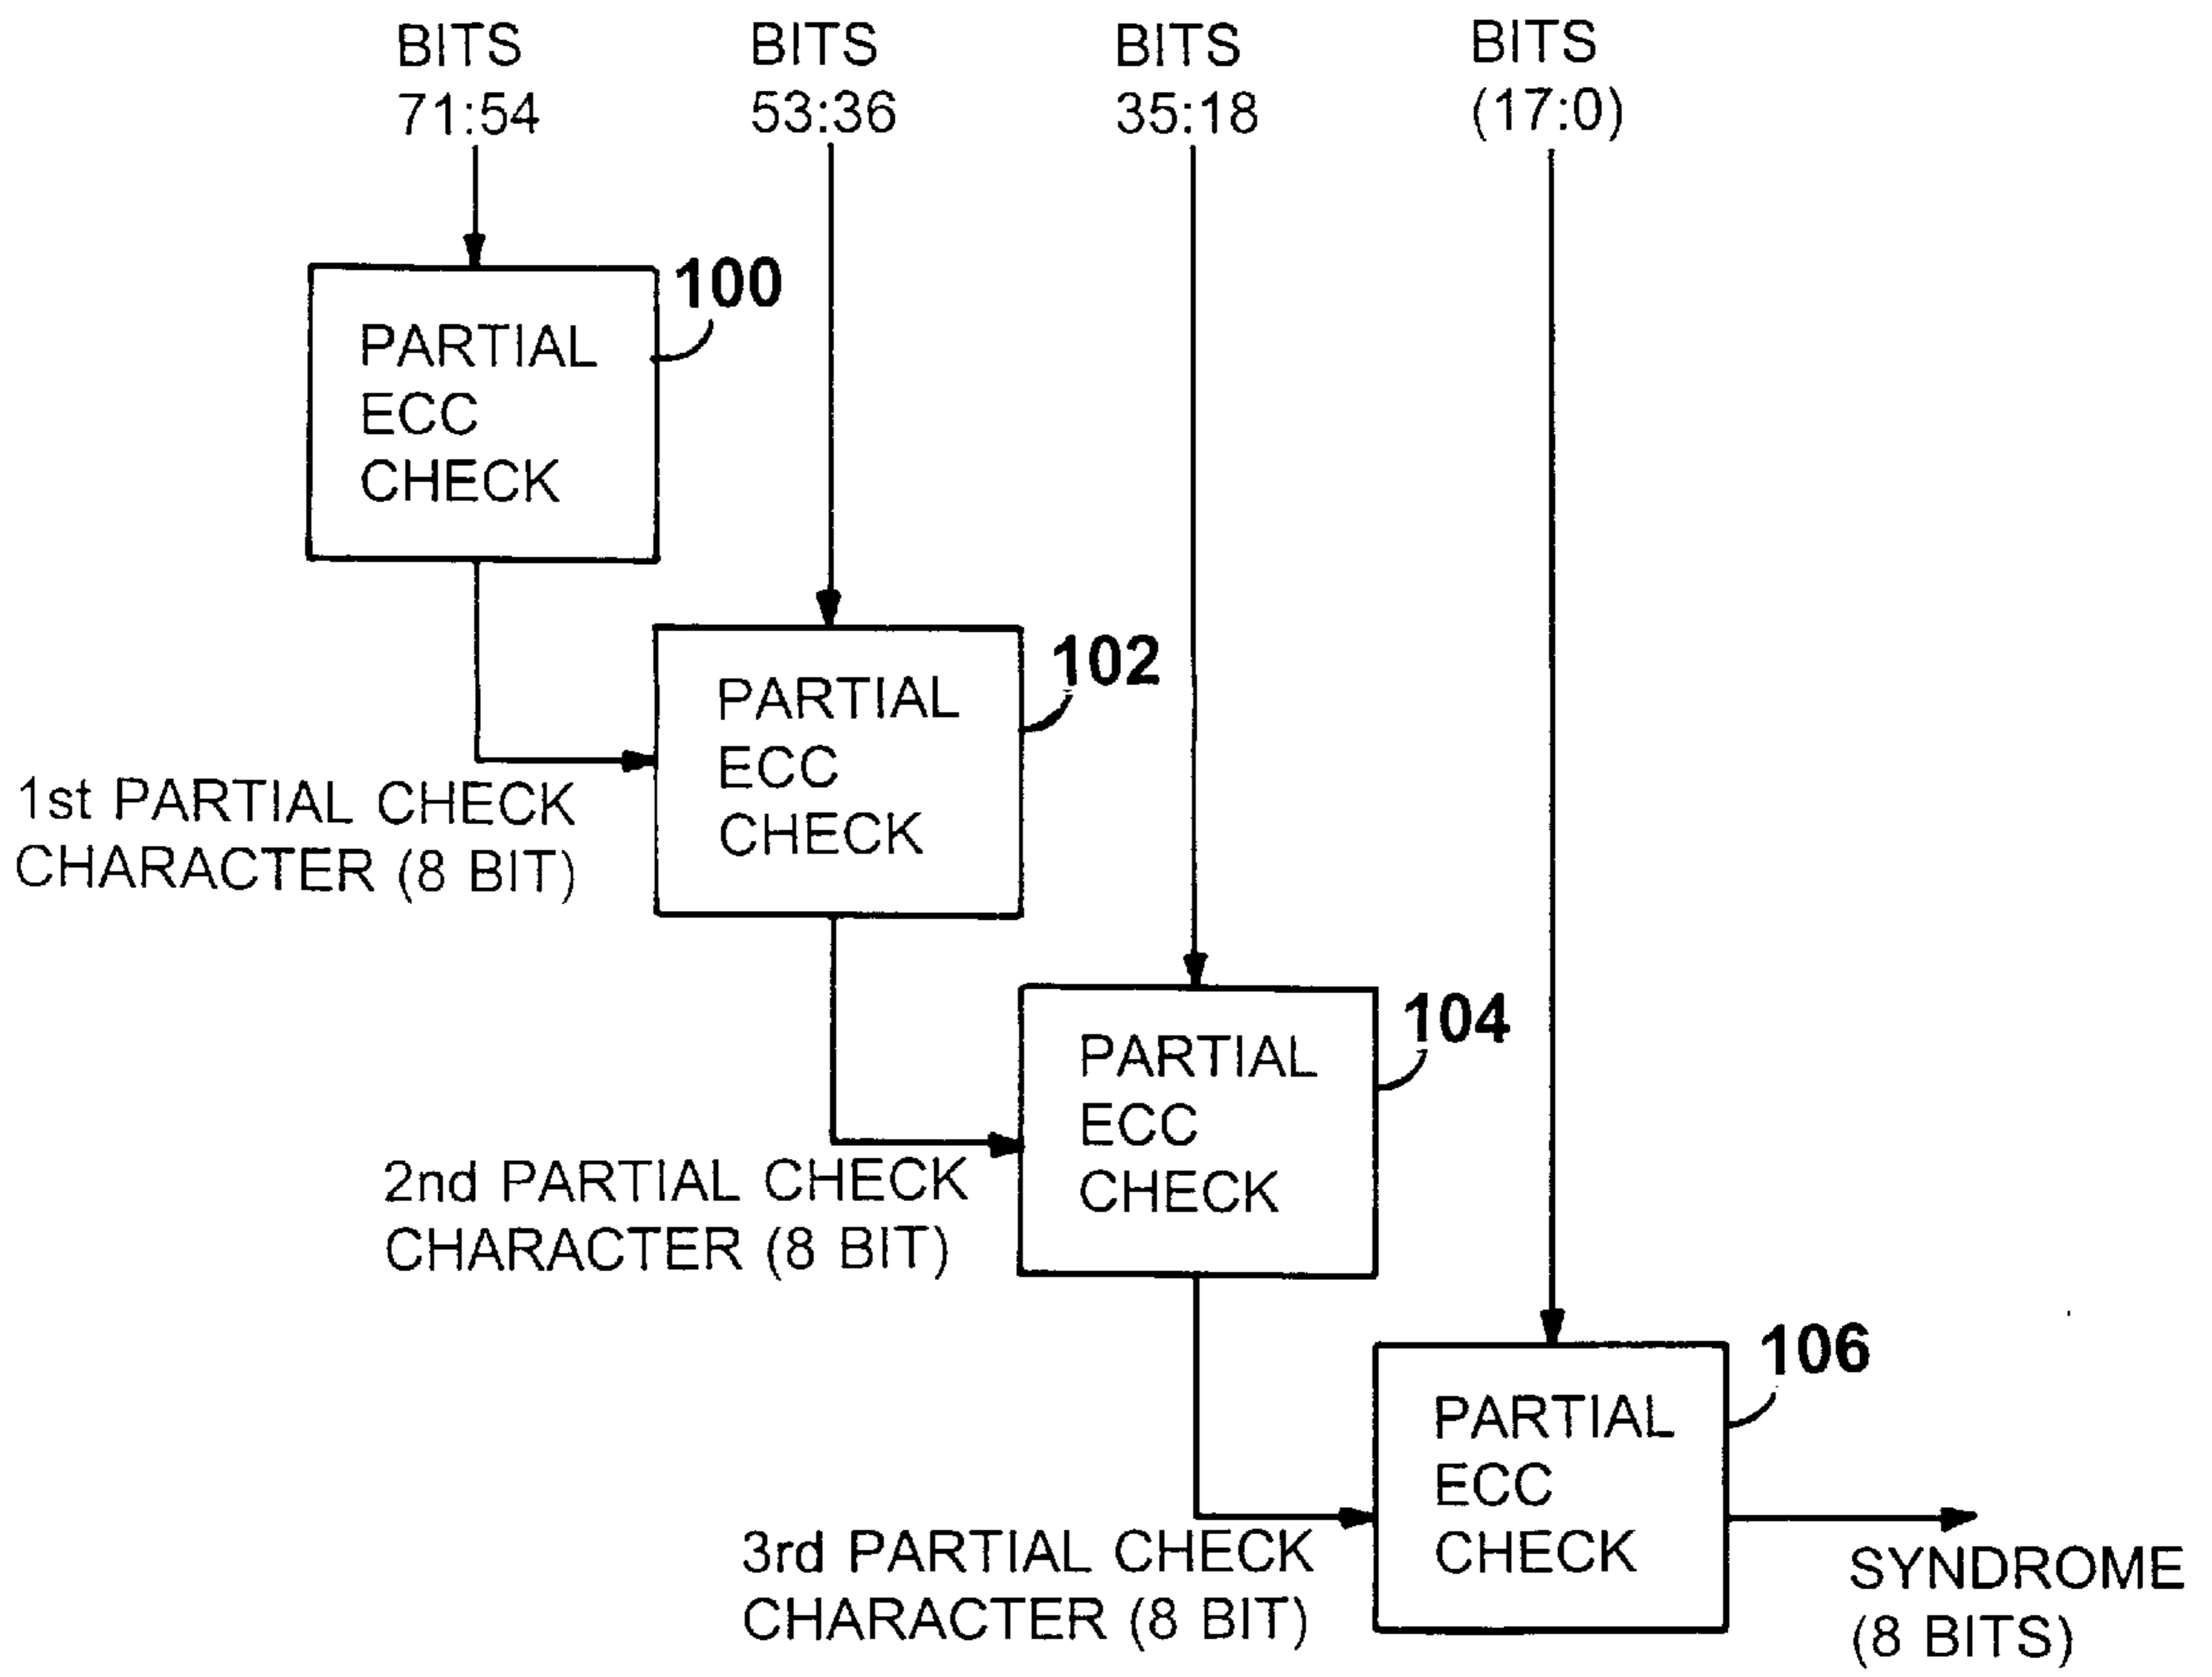 BITS
71:54
BITS
53:36
BITS
35:18
BITS
(17:0)
100
PARTIAL
ECC
CHECK
102
PARTIAL
ECC
CHECK
1st PARTIAL CHECK
CHARACTER (8 BIT)
104
PARTIAL
ECC
CHECK
2nd PARTIAL CHECK
CHARACTER (8 BIT)
106
PARTIAL
ECC
CHECK
3rd PARTIAL CHECK
CHARACTER (8 BIT)
SYNDROME
(8 BITS)